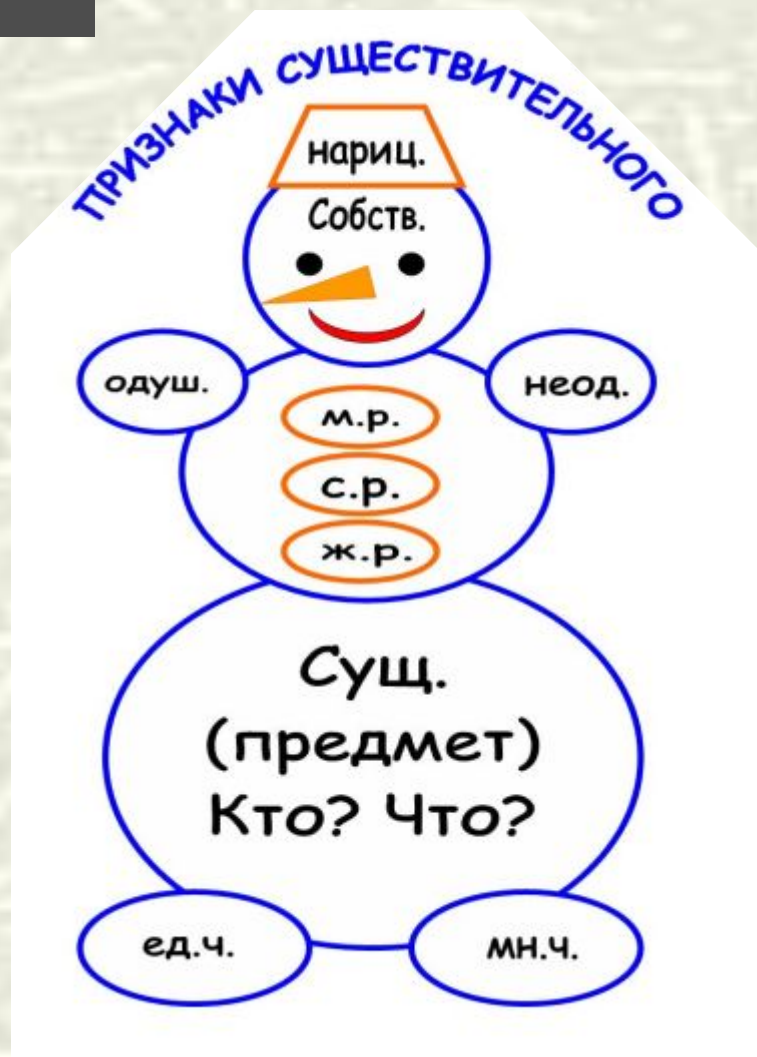 ПРИЗНАКИ СУЩЕСТВИТЕЛЬНОГО
нариц.
Собств.
одуш.
неод.
м.р.
с.р.
ж.р.
Сущ.
(предмет)
Кто? Что?
ед.ч.
мн.ч.